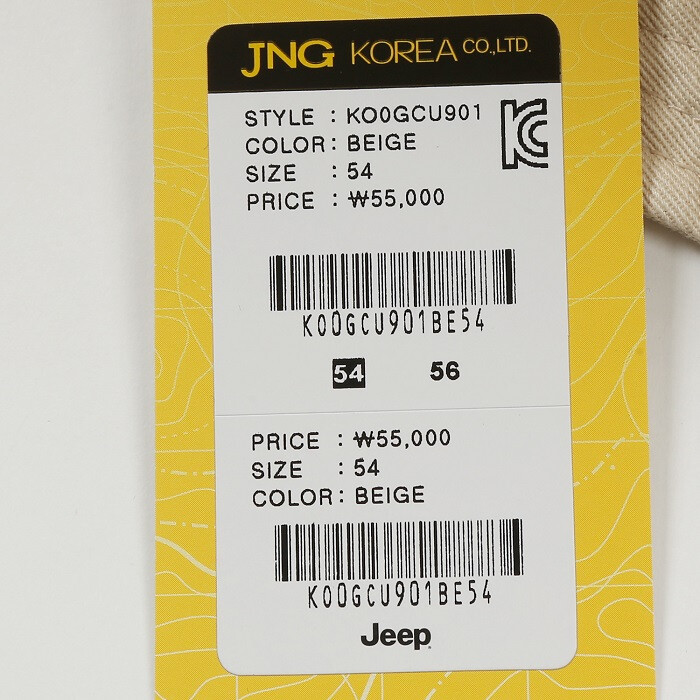 JNG KOREA CO.,LTD.
STYLE : KO0GCU901
COLOR: BEIGE
SIZE : 54
PRICE : ₩55,000
KC
KO0GCU901BE54
54 56
PRICE : ₩55,000
SIZE : 54
COLOR: BEIGE
KO0GCU901BE54
Jeep